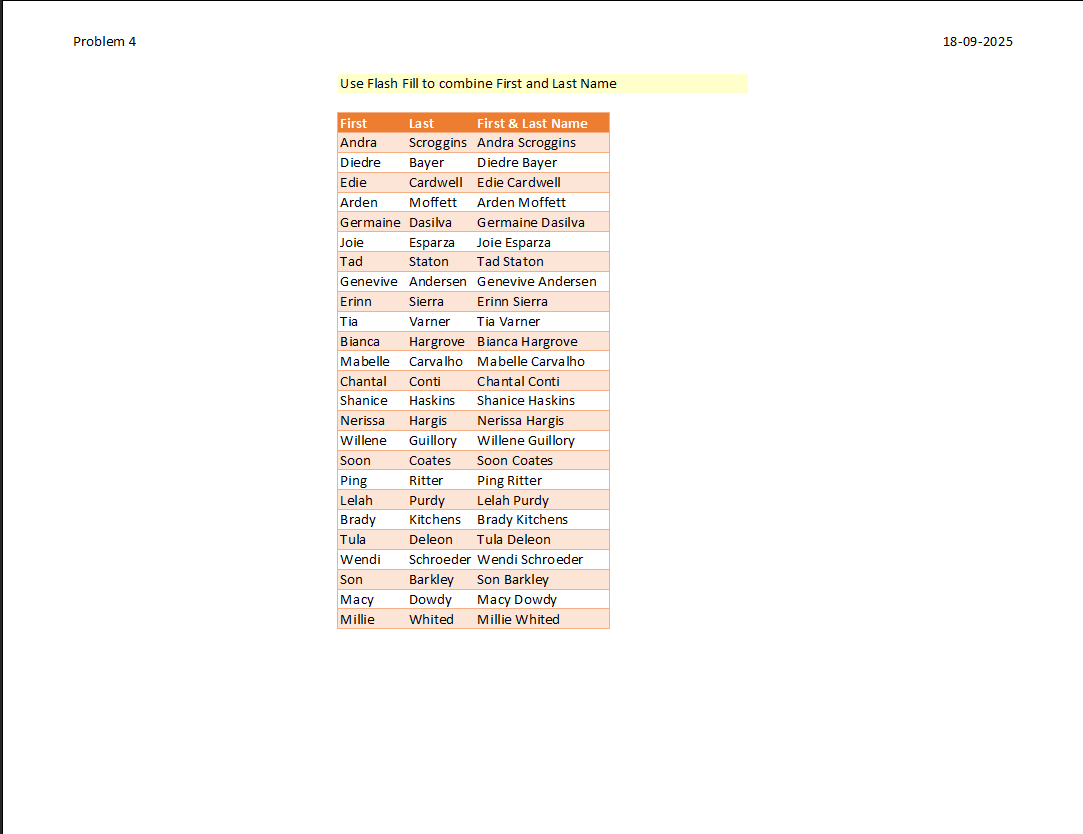 Problem 4 18-09-2025
Use Flash Fill to combine First and Last Name
First Last First & Last Name
Andra Scroggins Andra Scroggins
Diedre Bayer Diedre Bayer
Edie Cardwell Edie Cardwell
Arden Moffett Arden Moffett
Germaine Dasilva Germaine Dasilva
Joie Esparza Joie Esparza
Tad Staton Tad Staton
Genevive Andersen Genevive Andersen
Erinn Sierra Erinn Sierra
Tia Varner Tia Varner
Bianca Hargrove Bianca Hargrove
Mabelle Carvalho Mabelle Carvalho
Chantal Conti Chantal Conti
Shanice Haskins Shanice Haskins
Nerissa Hargis Nerissa Hargis
Willene Guillory Willene Guillory
Soon Coates Soon Coates
Ping Ritter Ping Ritter
Lelah Purdy Lelah Purdy
Brady Kitchens Brady Kitchens
Tula Deleon Tula Deleon
Wendi Schroeder Wendi Schroeder
Son Barkley Son Barkley
Macy Dowdy Macy Dowdy
Millie Whited Millie Whited